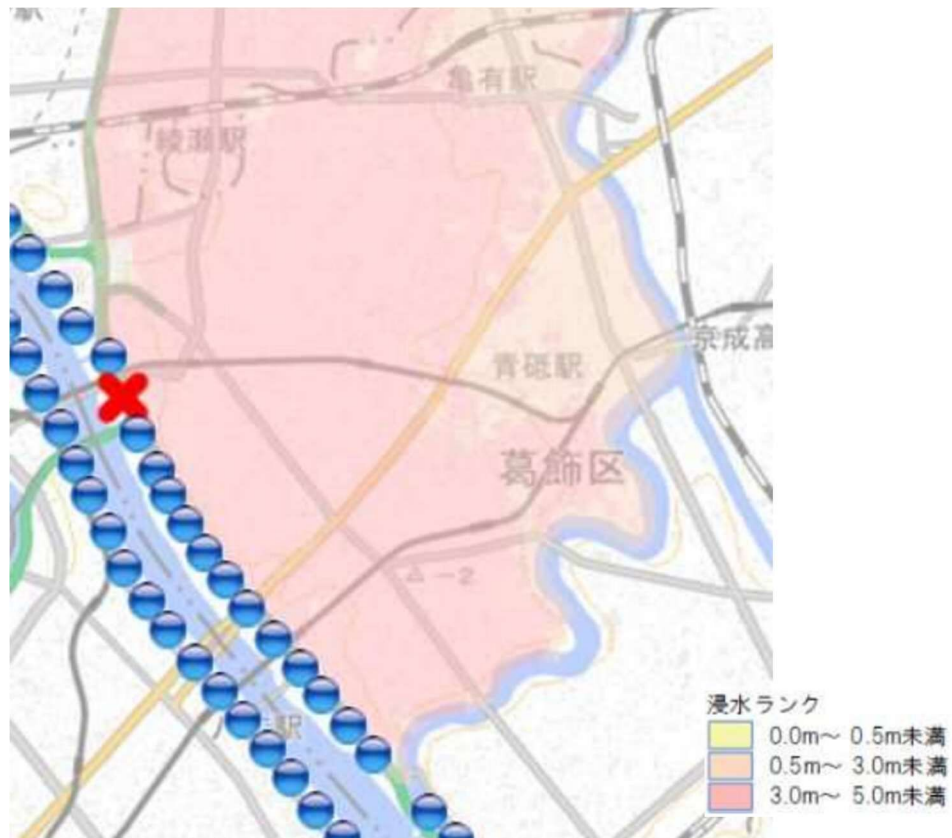 亀有駅
綾瀬駅
京成高
青砥駅
葛飾区
-2
駅
浸水ランク
0.0m～ 0.5m未満
0.5m～ 3.0m未満
3.0m～ 5.0m未満